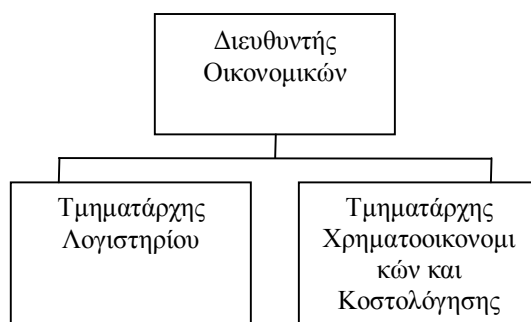 Διευθυντής
Οικονομικών
Τμηματάρχης
Λογιστηρίου
Τμηματάρχης
Χρηματοοικονομι
κών και
Κοστολόγησης